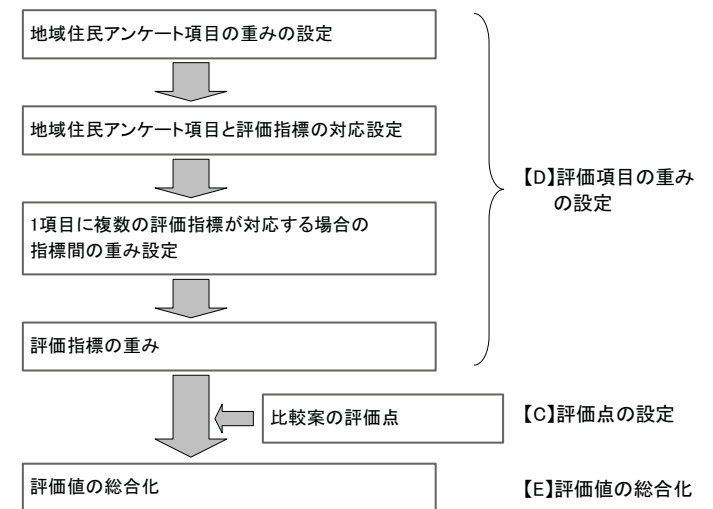 地域住民アンケート項目の重みの設定
地域住民アンケート項目と評価指標の対応設定
【D】評価項目の重み
の設定
1項目に複数の評価指標が対応する場合の
指標間の重み設定
評価指標の重み
比較案の評価点
【C】評価点の設定
評価値の総合化
【E】評価値の総合化